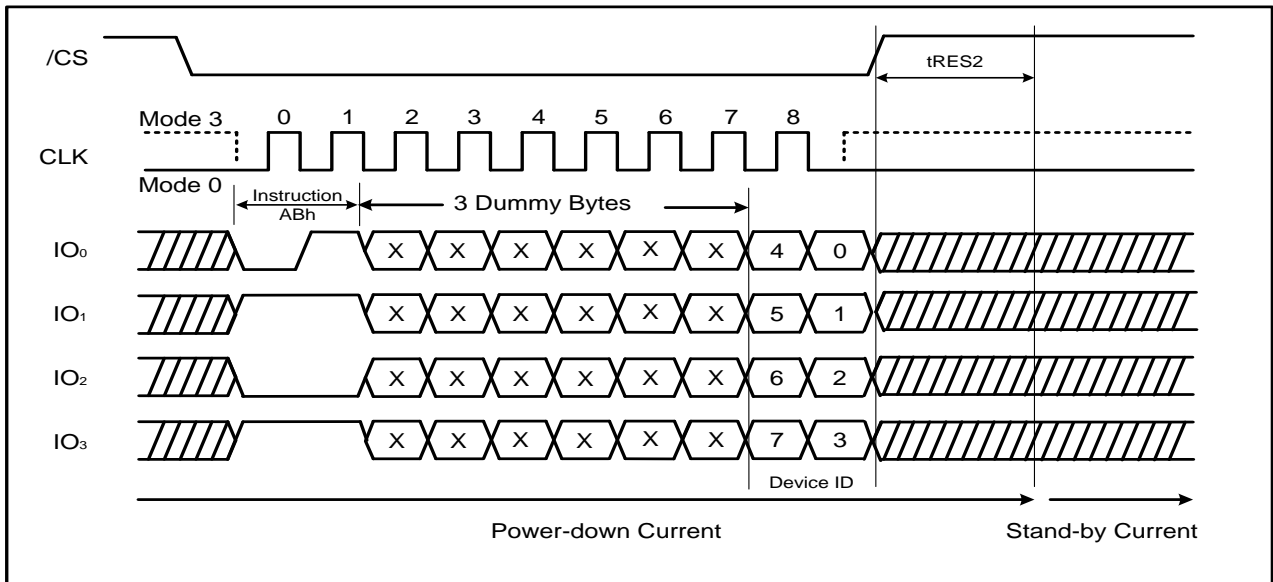 /CS
tRES2
Mode 3
0 1 2 3 4 5 6 7 8
CLK
Mode 0
Instruction
ABh
3 Dummy Bytes
IO₀ X X X X X X 4 0
IO₁ X X X X X X 5 1
IO₂ X X X X X X 6 2
IO₃ X X X X X X 7 3
Device ID
Power-down Current
Stand-by Current